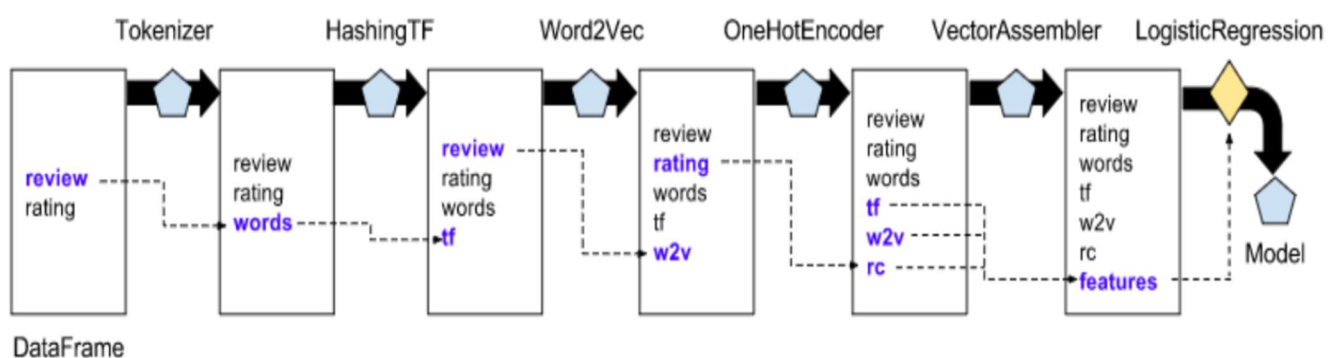 Tokenizer
HashingTF
Word2Vec
OneHotEncoder
VectorAssembler
LogisticRegression
review
rating
review
rating
words
review
rating
words
tf
review
rating
words
tf
w2v
review
rating
words
tf
w2v
rc
review
rating
words
tf
w2v
rc
features
Model
DataFrame